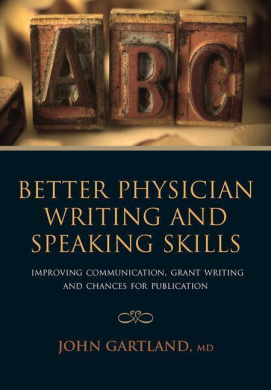 ABC
BETTER PHYSICIAN
WRITING AND
SPEAKING SKILLS
IMPROVING COMMUNICATION, GRANT WRITING
AND CHANCES FOR PUBLICATION
JOHN GARTLAND, MD